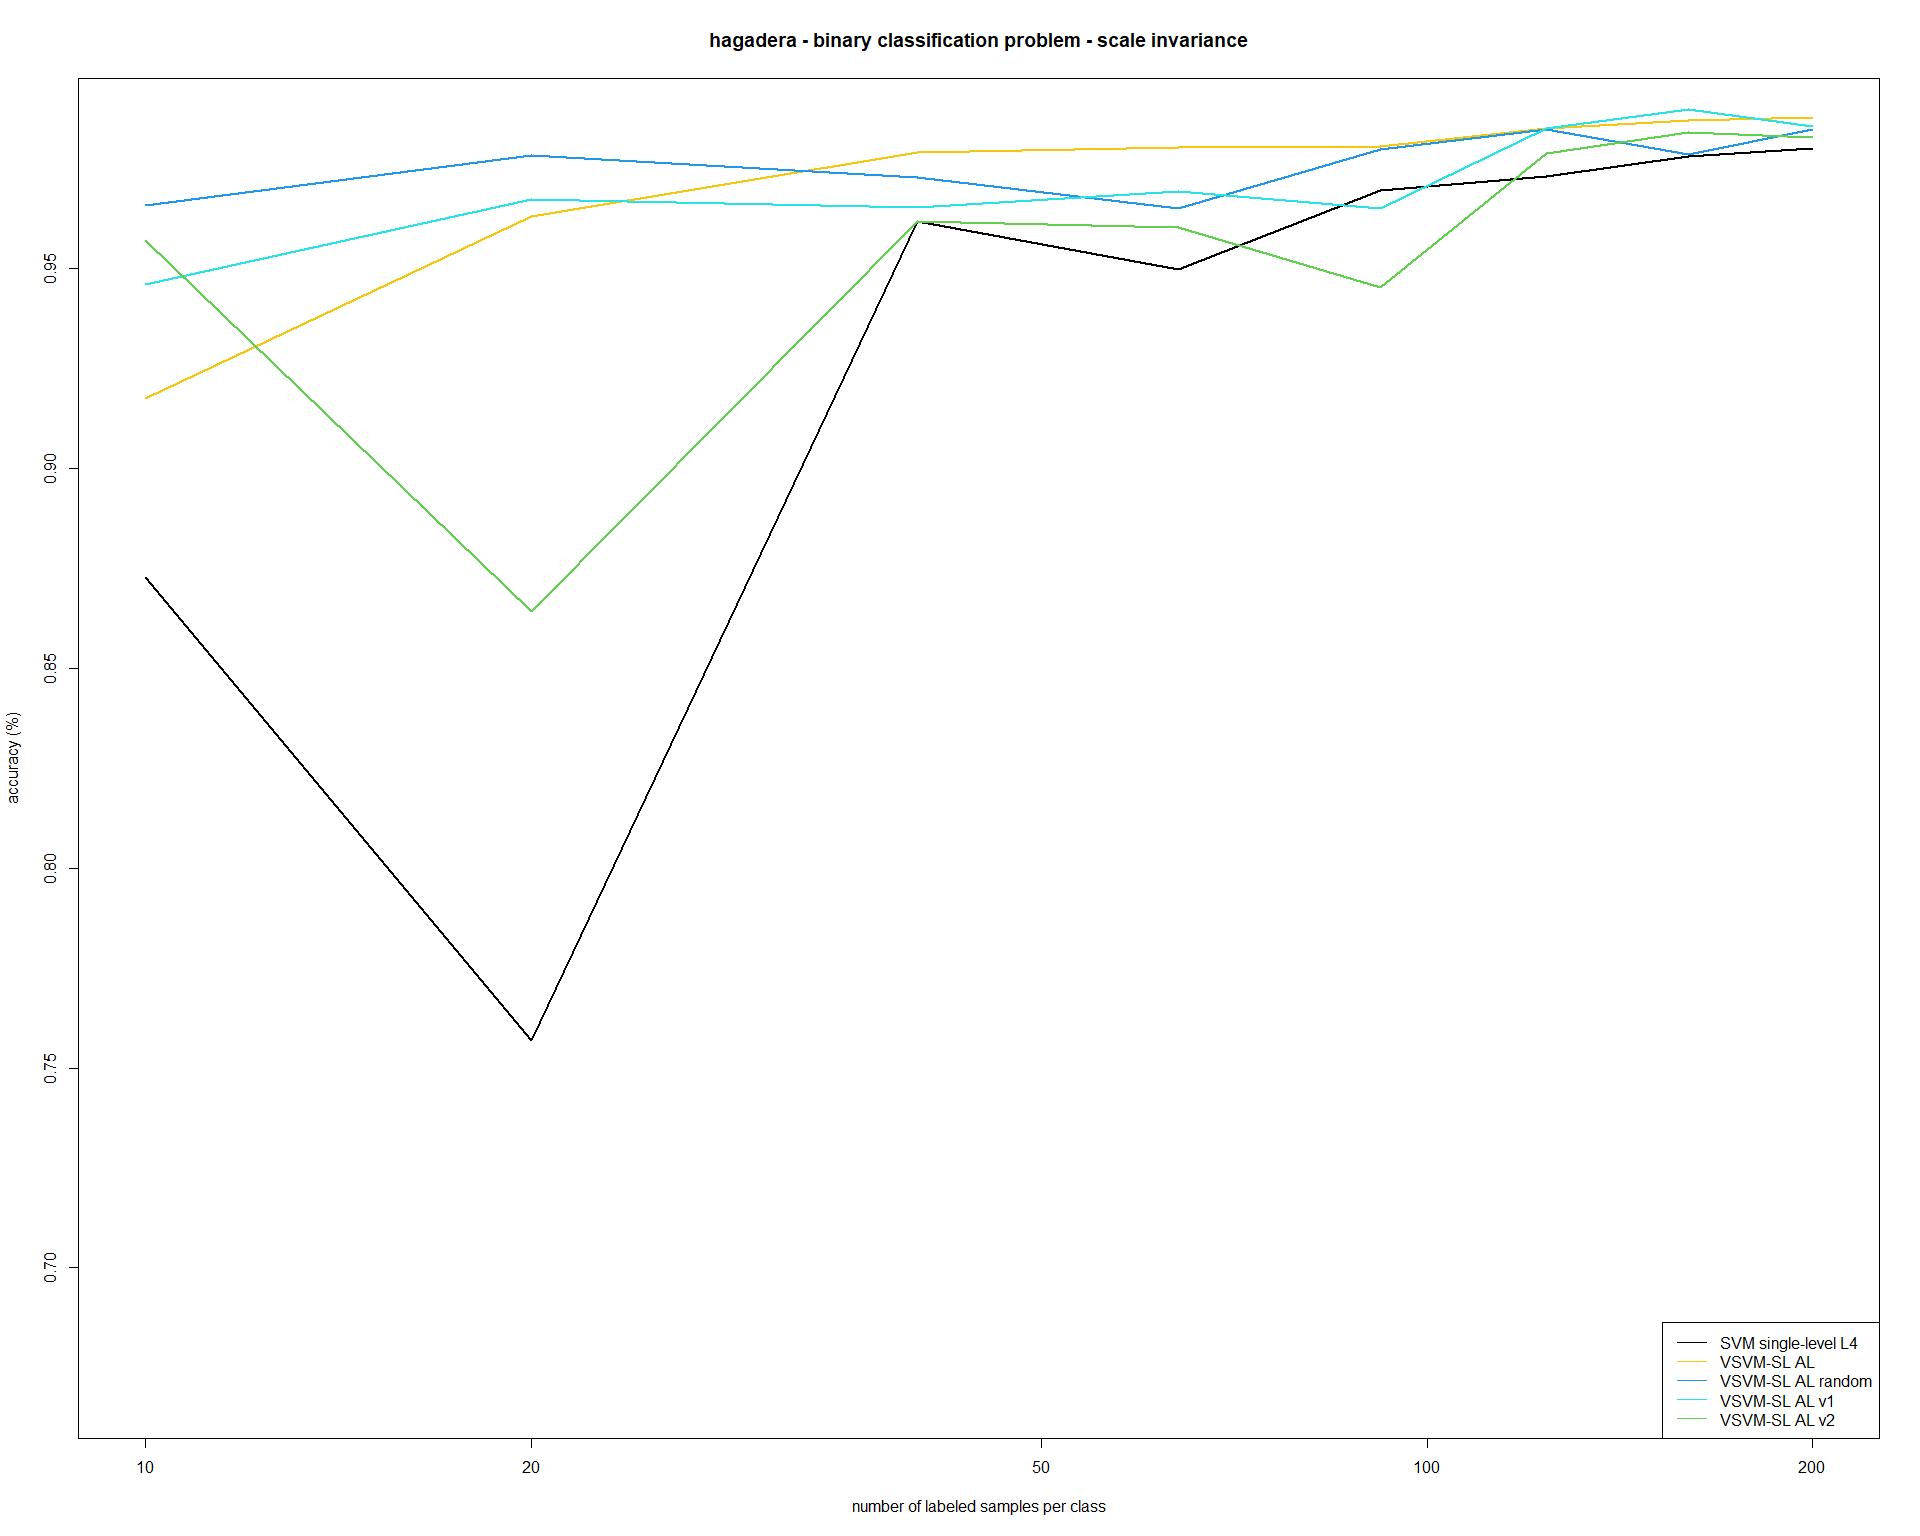 hagadera - binary classification problem - scale invariance
accuracy (%)
0.95
0.90
0.85
0.80
0.75
0.70
SVM single-level L4
VSVM-SL AL
VSVM-SL AL random
VSVM-SL AL v1
VSVM-SL AL v2
10 20 50 100 200
number of labeled samples per class